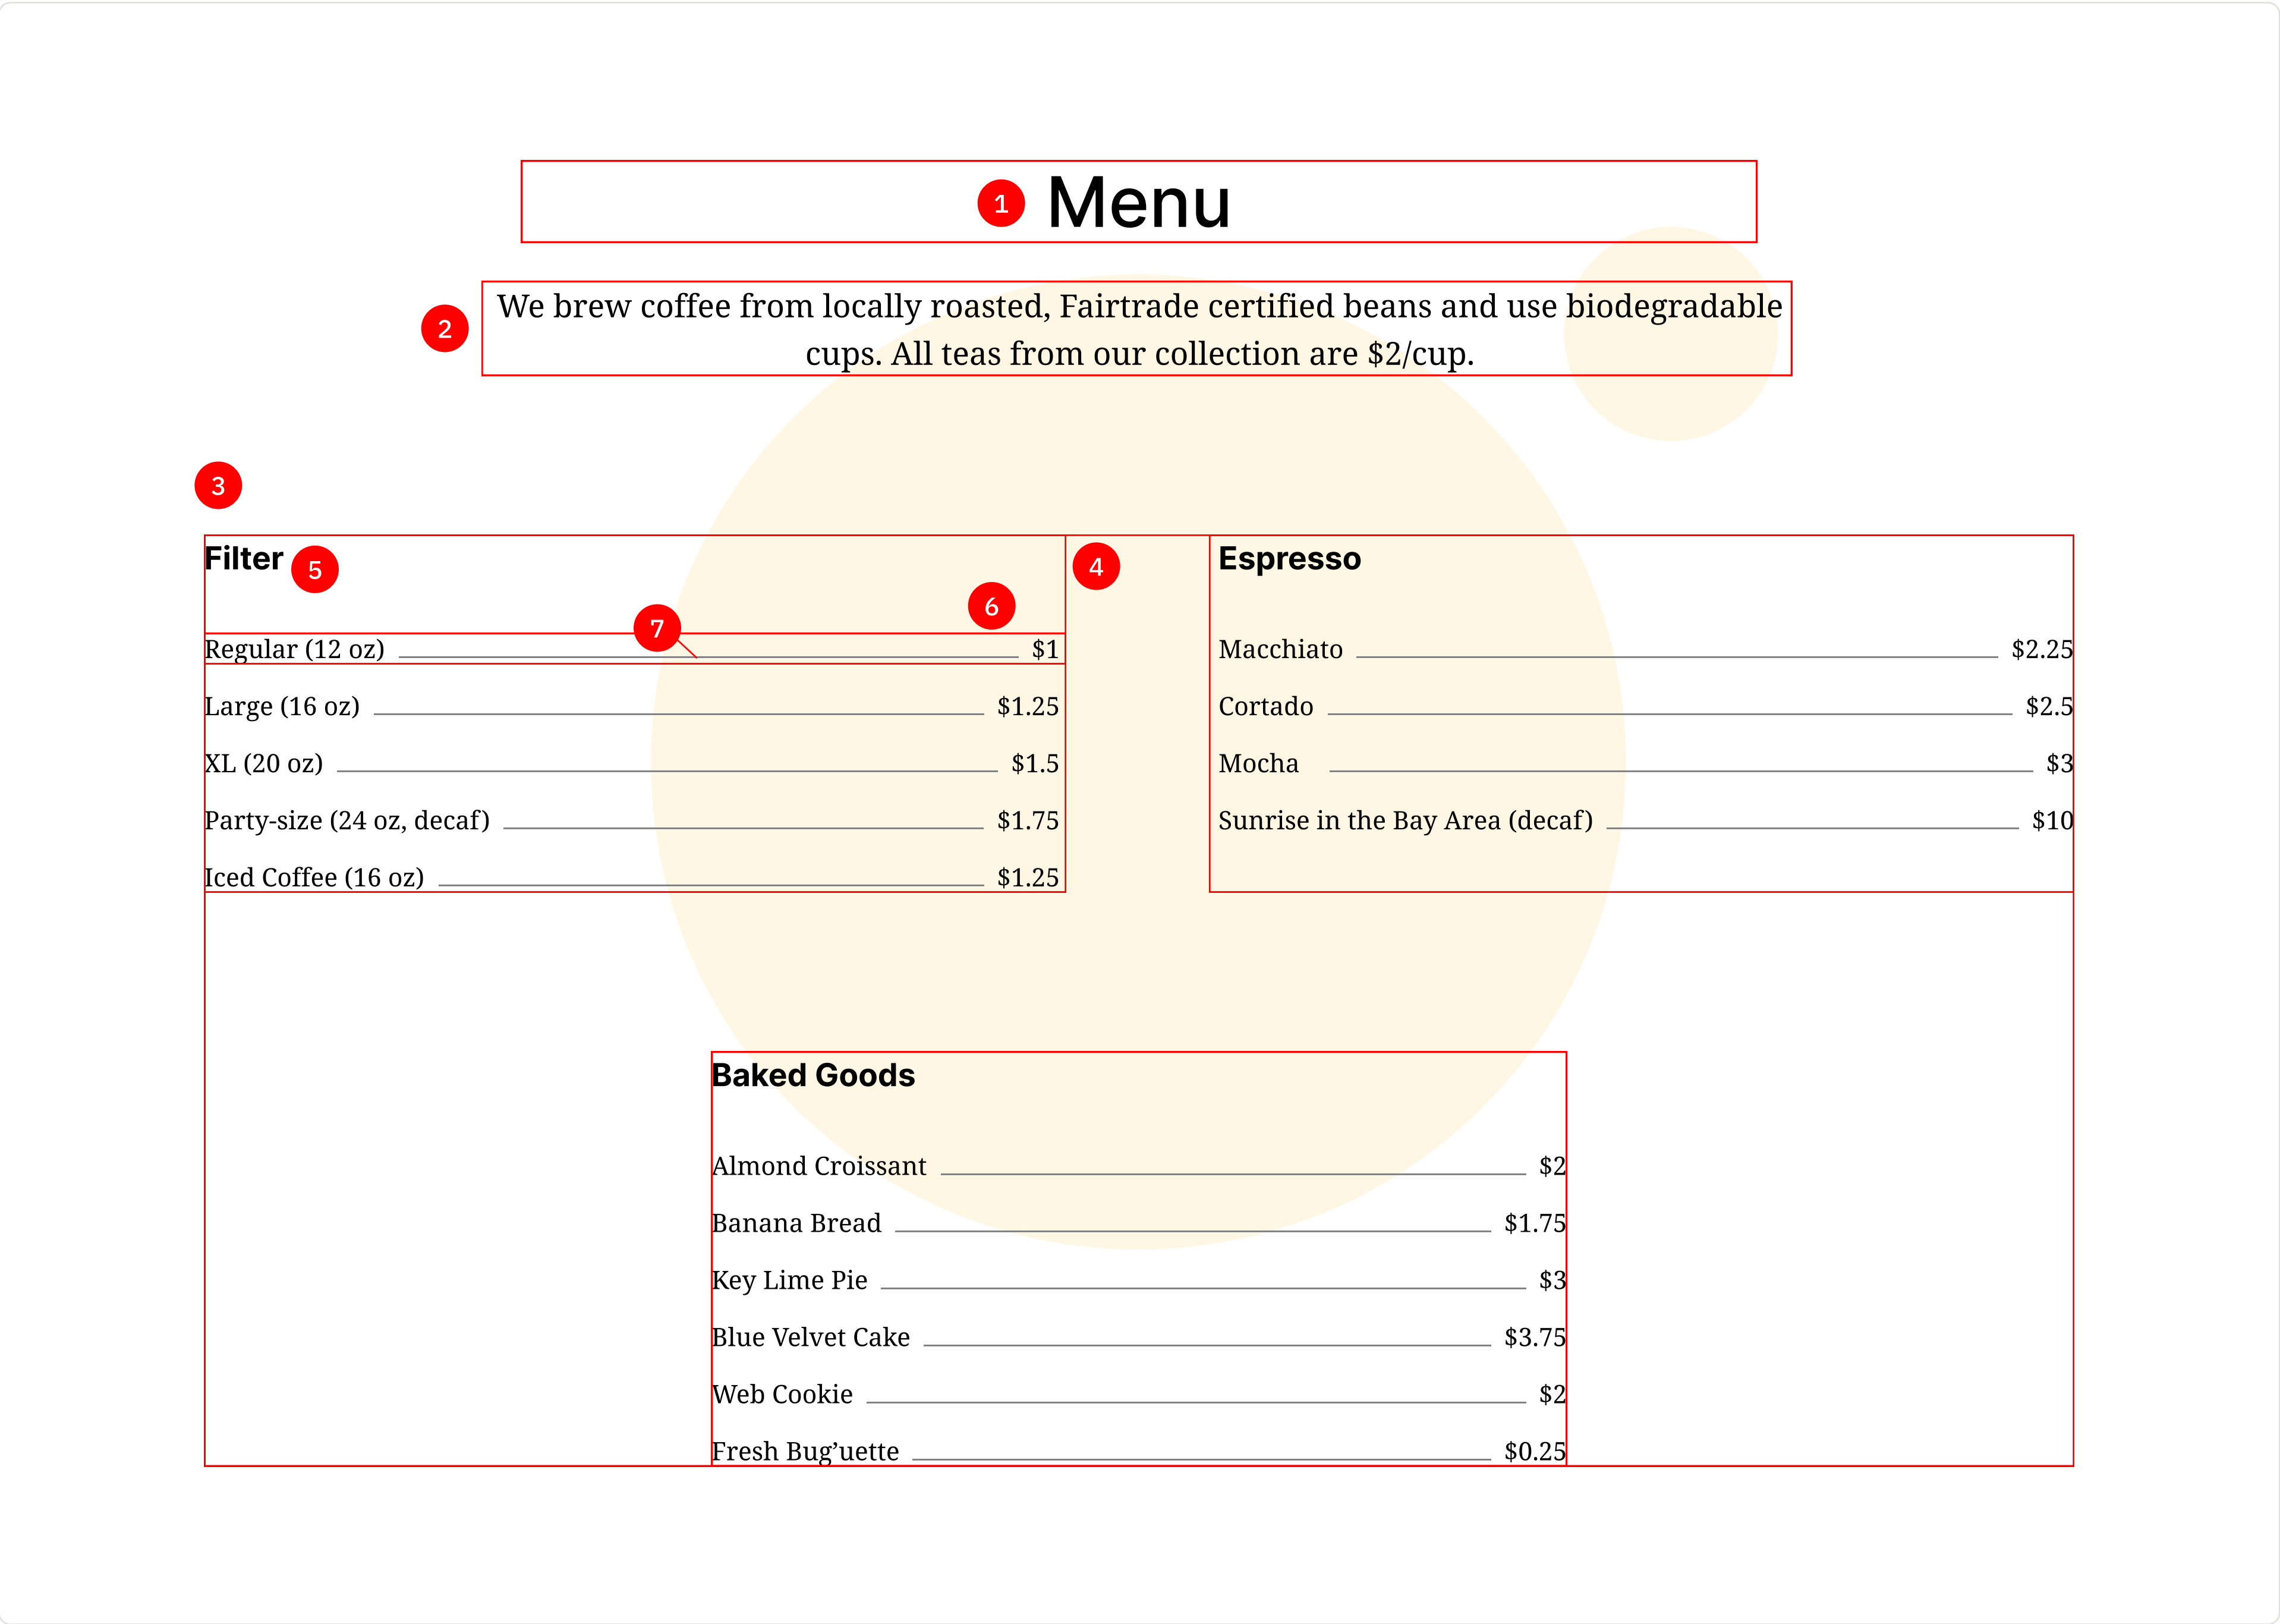 1 Menu
2 We brew coffee from locally roasted, Fairtrade certified beans and use biodegradable
cups. All teas from our collection are $2/cup.
3
Filter 5
4
6
7
Regular (12 oz) $1
Large (16 oz) $1.25
XL (20 oz) $1.5
Party-size (24 oz, decaf) $1.75
Iced Coffee (16 oz) $1.25
Espresso
Macchiato $2.25
Cortado $2.5
Mocha $3
Sunrise in the Bay Area (decaf) $10
Baked Goods
Almond Croissant $2
Banana Bread $1.75
Key Lime Pie $3
Blue Velvet Cake $3.75
Web Cookie $2
Fresh Bug’uette $0.25